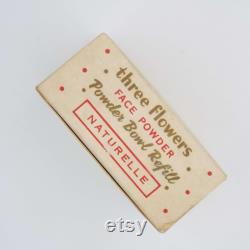 three flowers
FACE POWDER
Powder Bowl Refill
NATURELLE
etsy